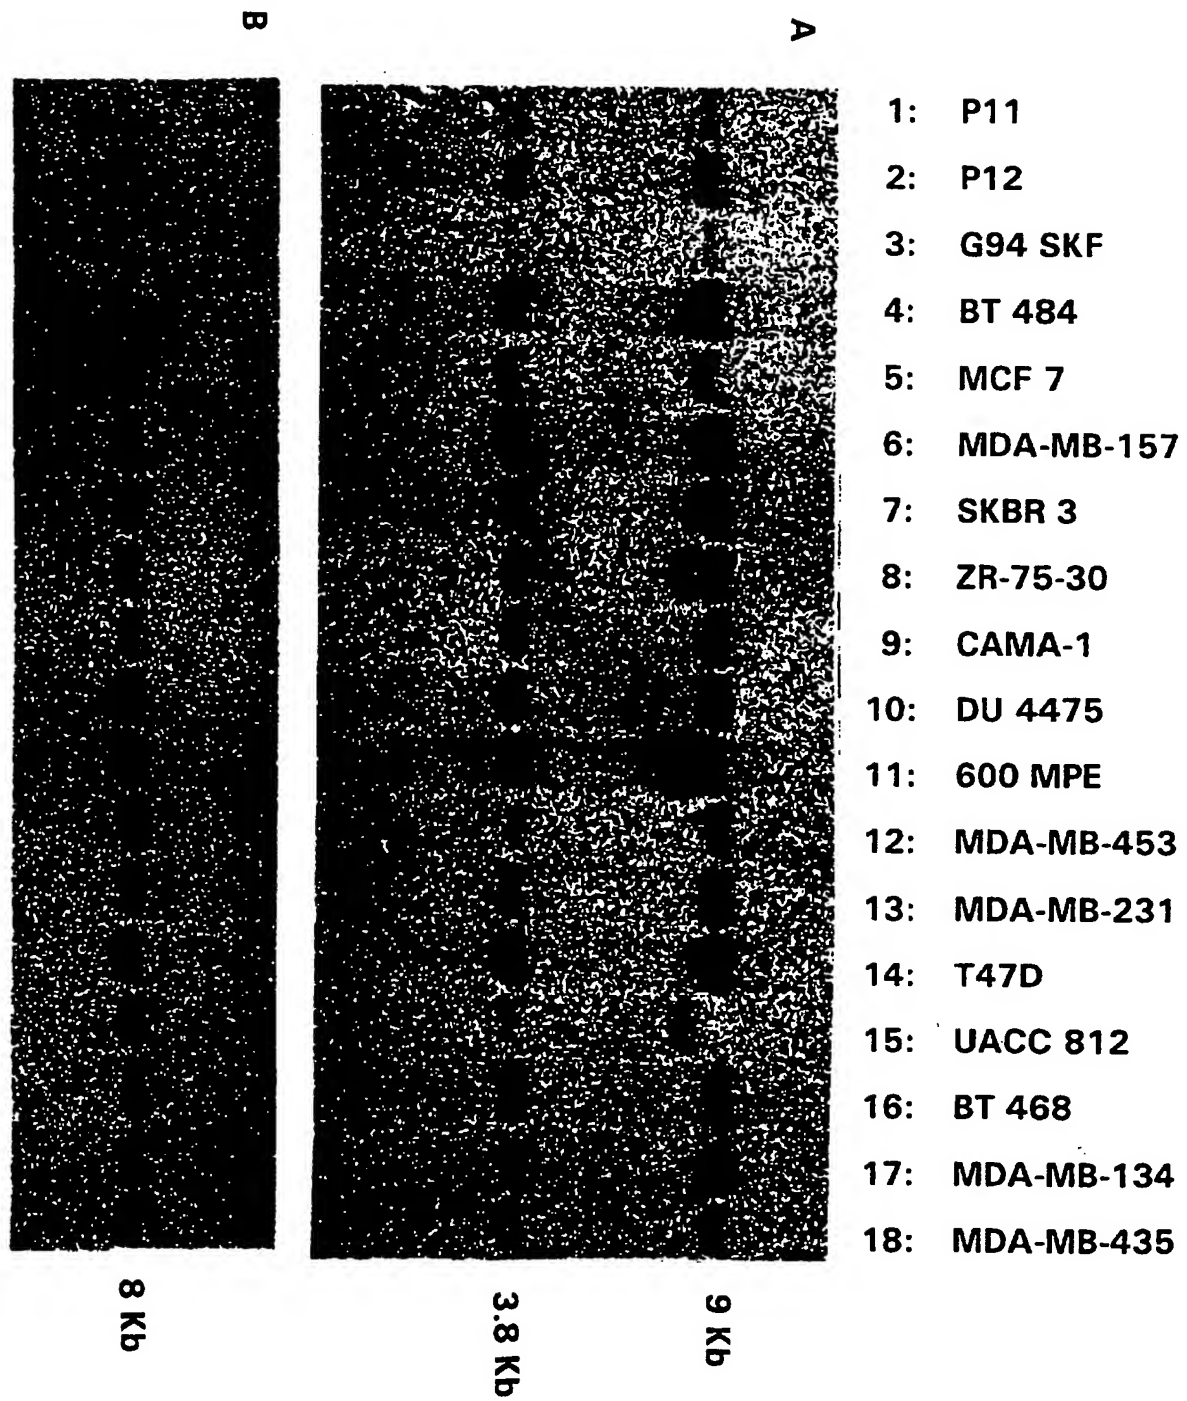 B
A
1: P11
2: P12
3: G94 SKF
4: BT 484
5: MCF 7
6: MDA-MB-157
7: SKBR 3
8: ZR-75-30
9: CAMA-1
10: DU 4475
11: 600 MPE
12: MDA-MB-453
13: MDA-MB-231
14: T47D
15: UACC 812
16: BT 468
17: MDA-MB-134
18: MDA-MB-435
8 Kb
3.8 Kb
9 Kb